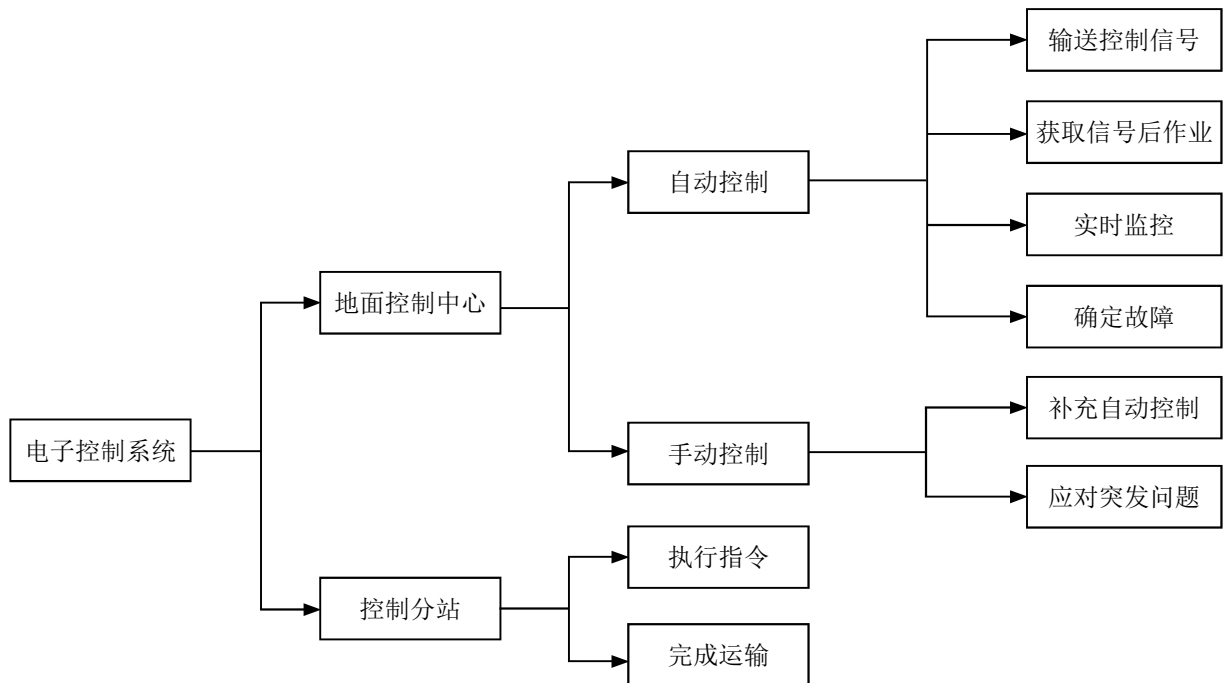 输送控制信号
获取信号后作业
自动控制
实时监控
地面控制中心
确定故障
补充自动控制
电子控制系统
手动控制
应对突发问题
执行指令
控制分站
完成运输